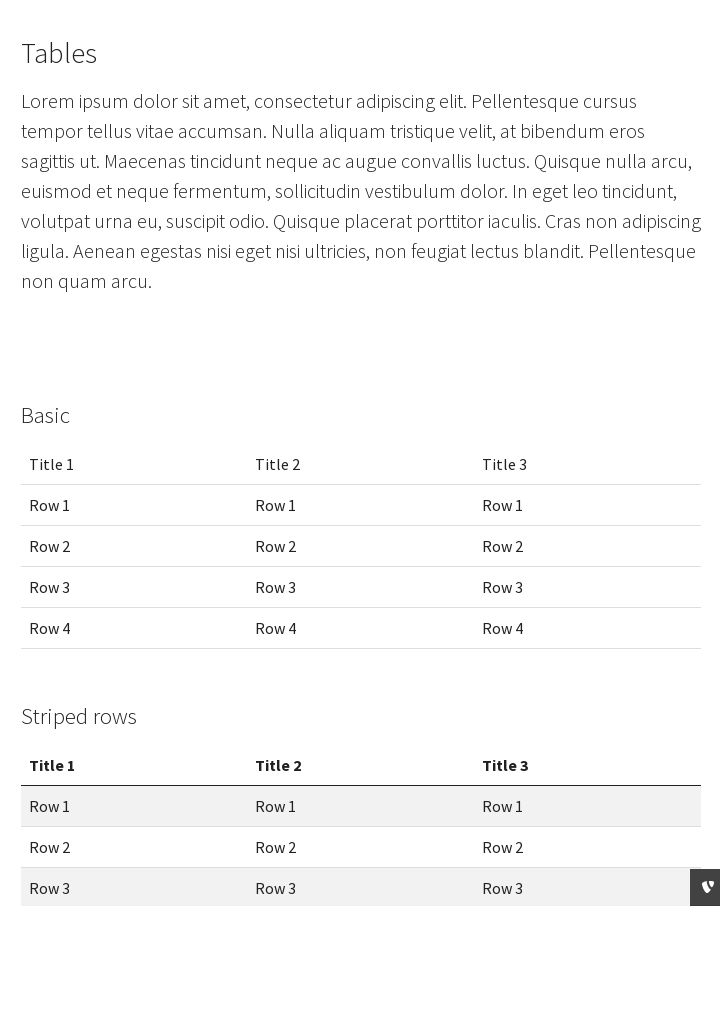 Tables
Lorem ipsum dolor sit amet, consectetur adipiscing elit. Pellentesque cursus
tempor tellus vitae accumsan. Nulla aliquam tristique velit, at bibendum eros
sagittis ut. Maecenas tincidunt neque ac augue convallis luctus. Quisque nulla arcu,
euismod et neque fermentum, sollicitudin vestibulum dolor. In eget leo tincidunt,
volutpat urna eu, suscipit odio. Quisque placerat porttitor iaculis. Cras non adipiscing
ligula. Aenean egestas nisi eget nisi ultricies, non feugiat lectus blandit. Pellentesque
non quam arcu.
Basic
Title 1 Title 2 Title 3
Row 1 Row 1 Row 1
Row 2 Row 2 Row 2
Row 3 Row 3 Row 3
Row 4 Row 4 Row 4
Striped rows
Title 1 Title 2 Title 3
Row 1 Row 1 Row 1
Row 2 Row 2 Row 2
Row 3 Row 3 Row 3